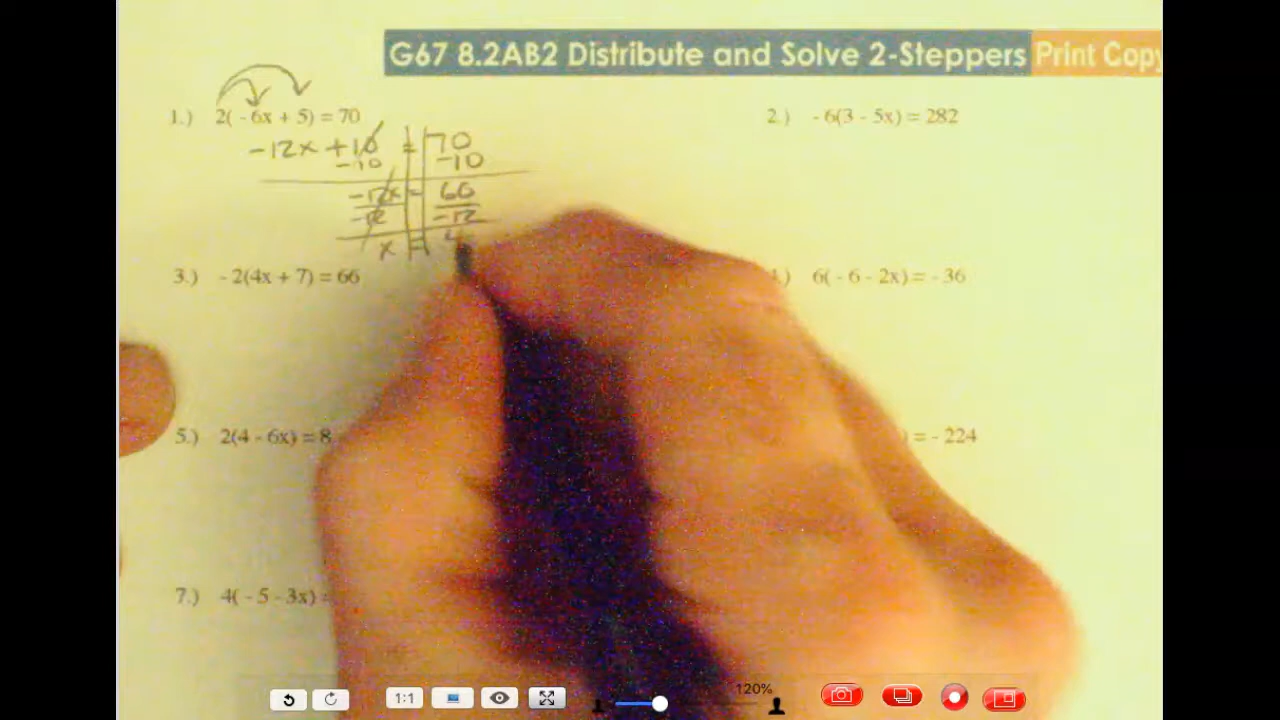 G67 8.2AB2 Distribute and Solve 2-Steppers Print Copy
1.) 2( - 6x + 5) = 70
2.) - 6(3 - 5x) = 282
-12x + 10 = 70
-10 -10
-12x = 60
-12 -12
x =
3.) - 2(4x + 7) = 66
6( - 6 - 2x) = - 36
5.) 2(4 - 6x) = 8
) = - 224
7.) 4( - 5 - 3x) =
1:1
120%